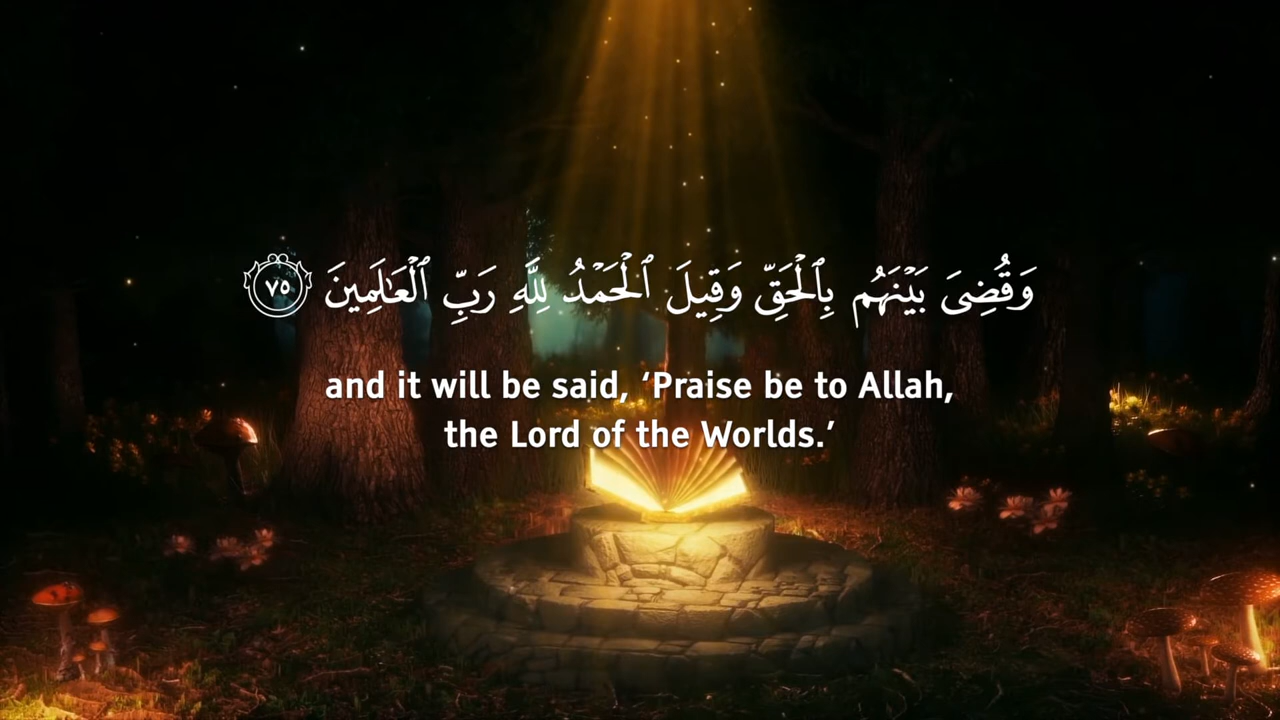 وَقُضِىَ بَيْنَهُم بِٱلْحَقِّ وَقِيلَ ٱلْحَمْدُ لِلَّهِ رَبِّ ٱلْعَـٰلَمِينَ ٧٥
and it will be said, ‘Praise be to Allah,
the Lord of the Worlds.’